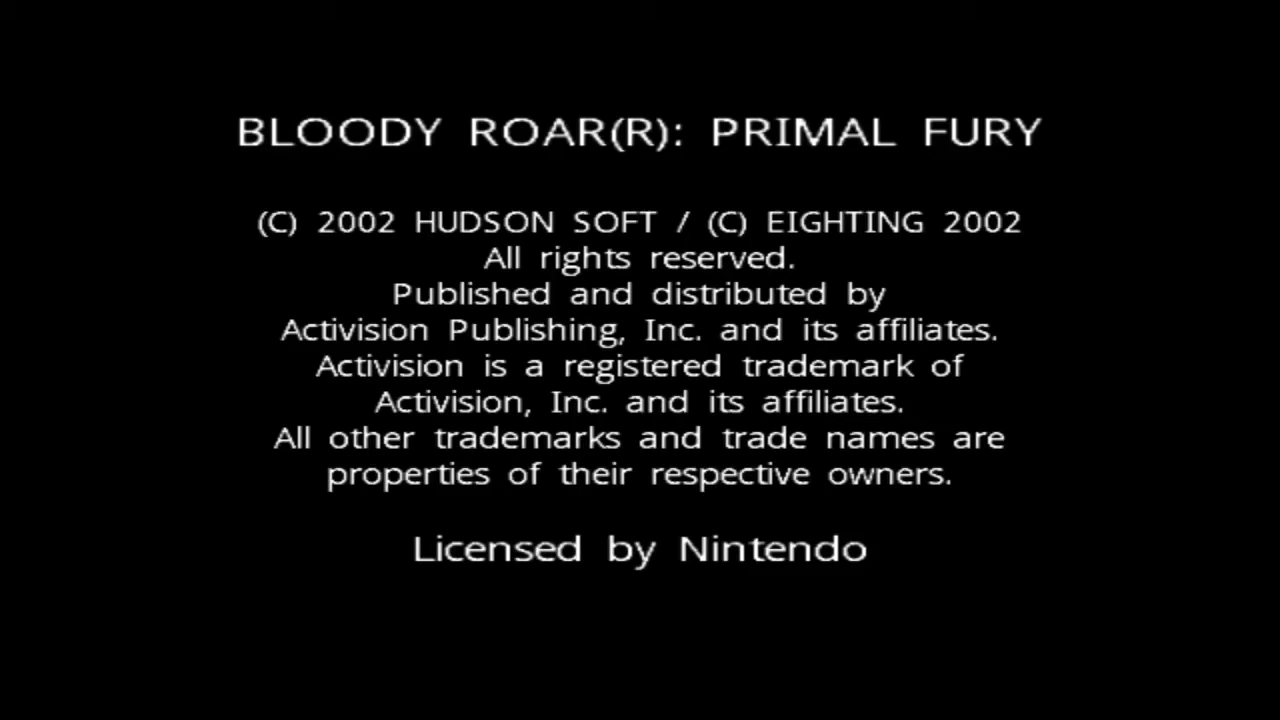 BLOODY ROAR(R): PRIMAL FURY
(C) 2002 HUDSON SOFT / (C) EIGHTING 2002
All rights reserved.
Published and distributed by
Activision Publishing, Inc. and its affiliates.
Activision is a registered trademark of
Activision, Inc. and its affiliates.
All other trademarks and trade names are
properties of their respective owners.
Licensed by Nintendo